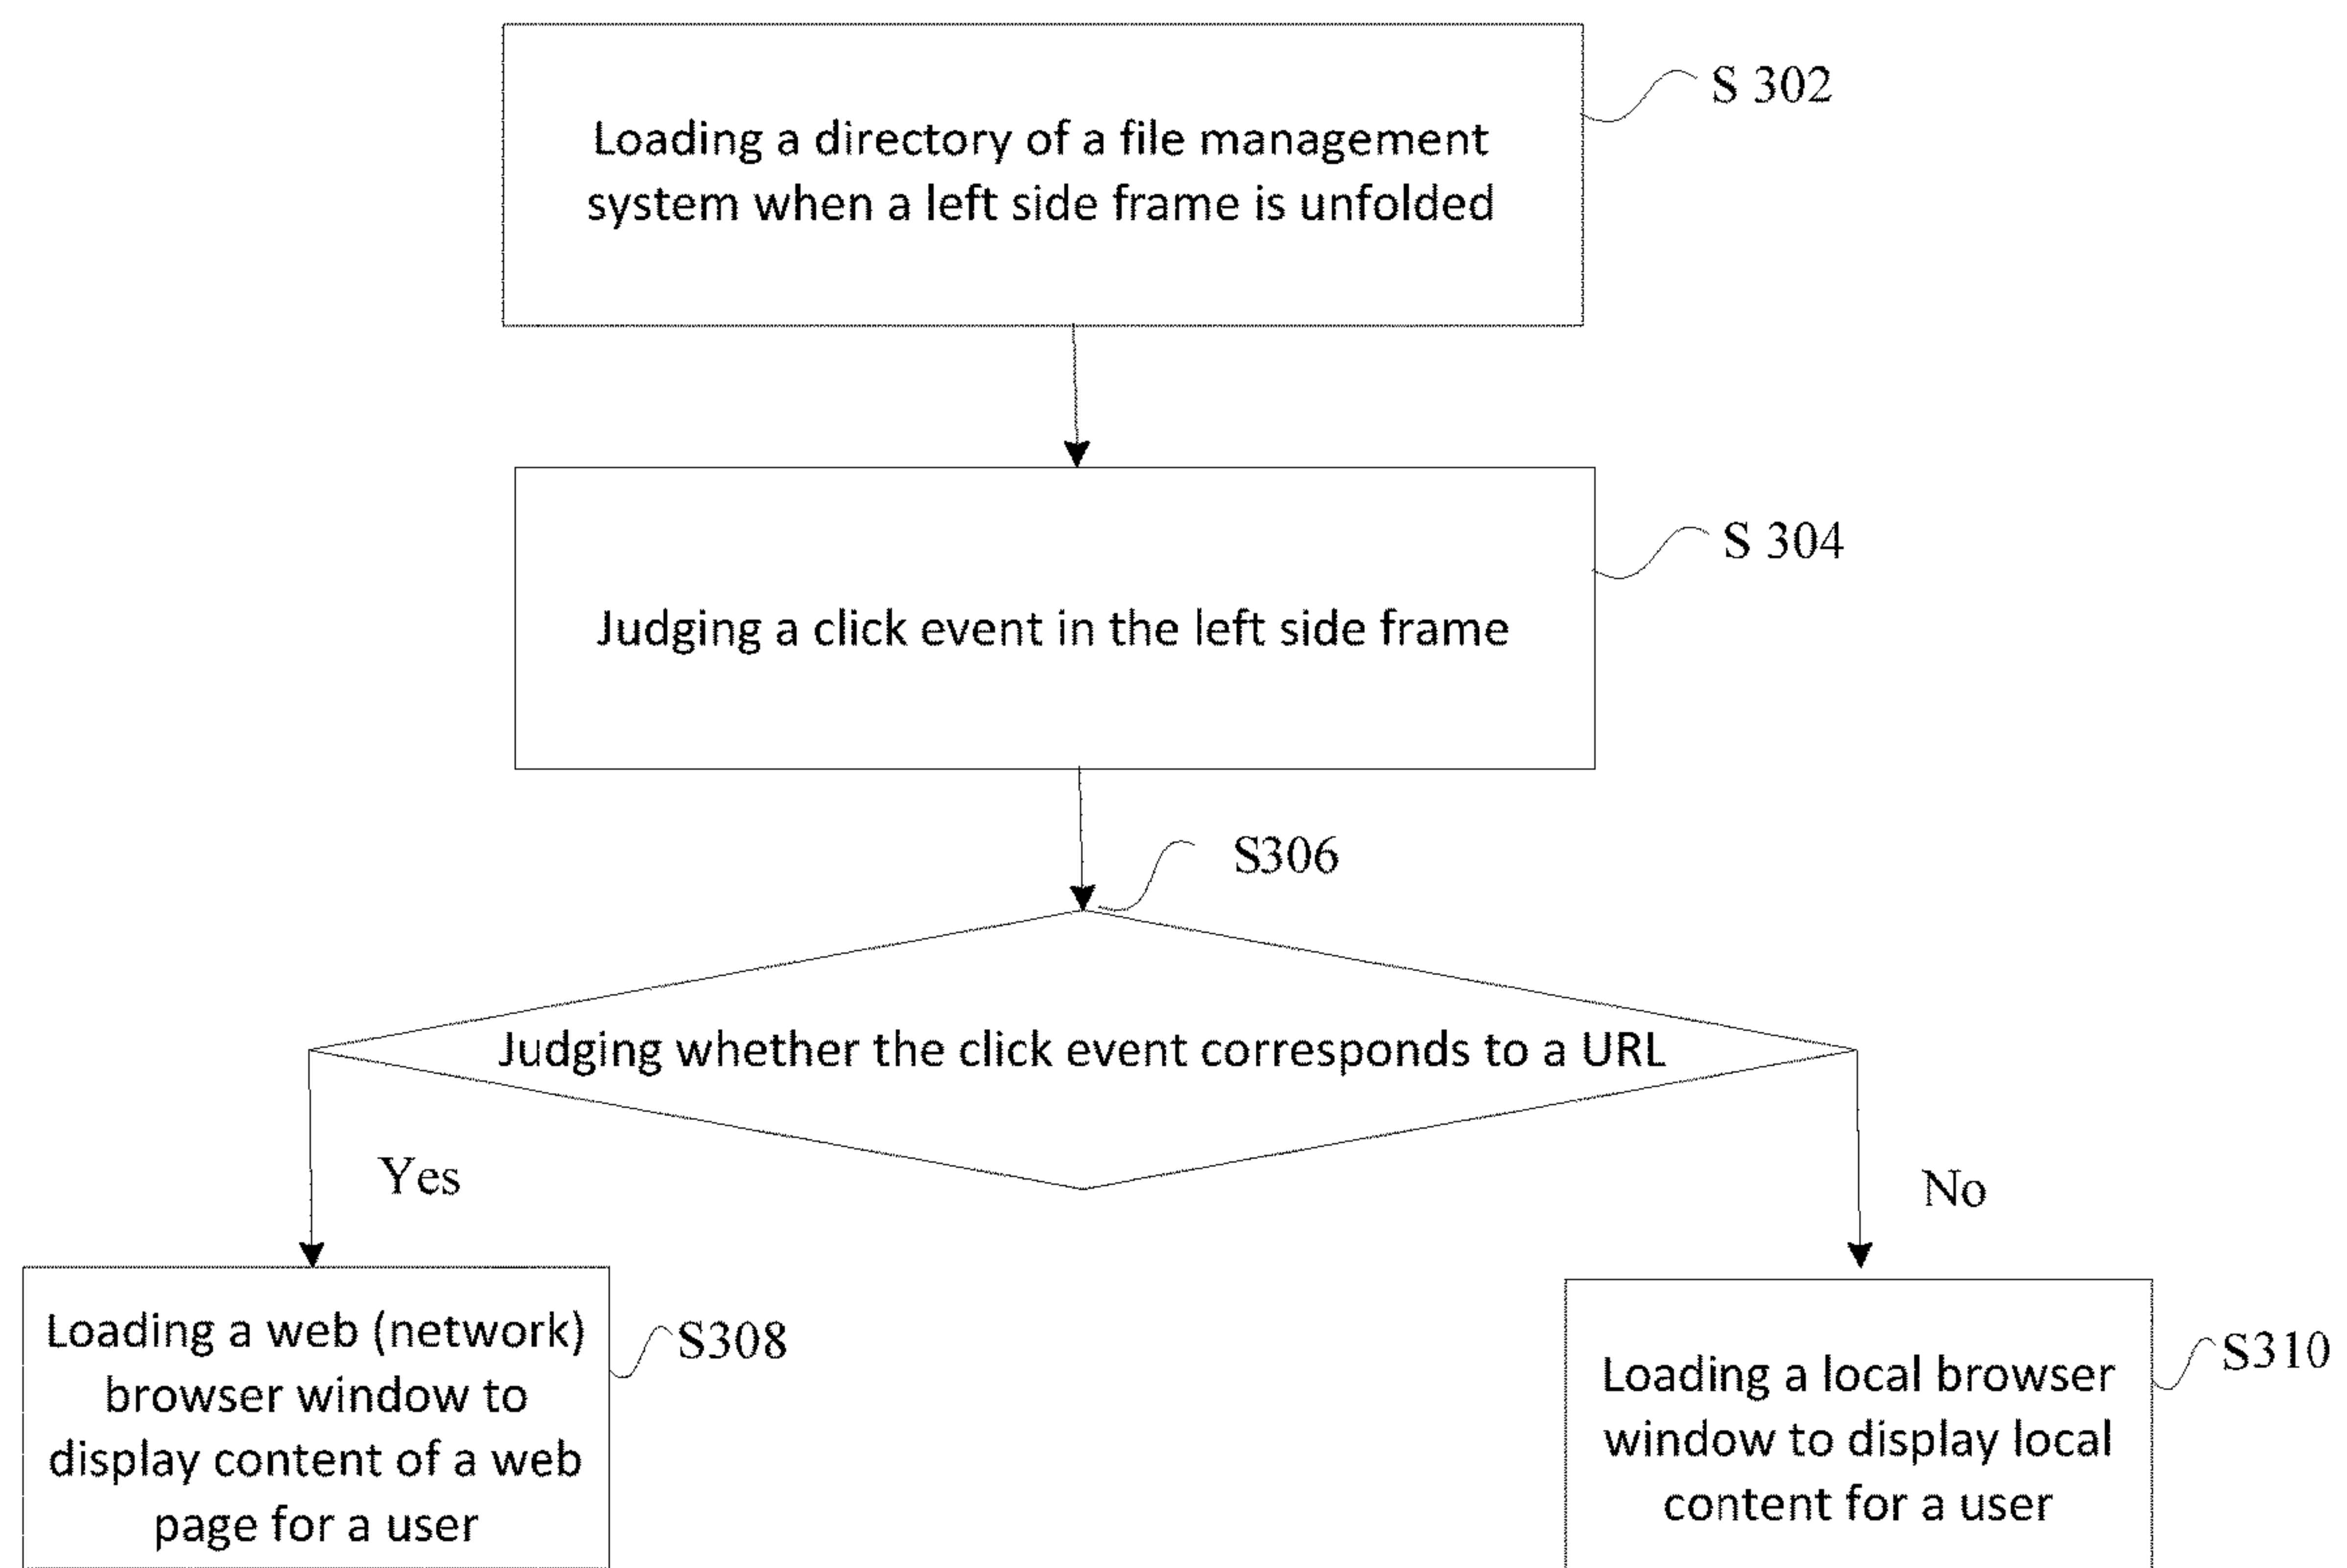 S 302
Loading a directory of a file management
system when a left side frame is unfolded
S 304
Judging a click event in the left side frame
S306
Judging whether the click event corresponds to a URL
Yes
No
Loading a web (network)
browser window to
display content of a web
page for a user
S308
Loading a local browser
window to display local
content for a user
S310